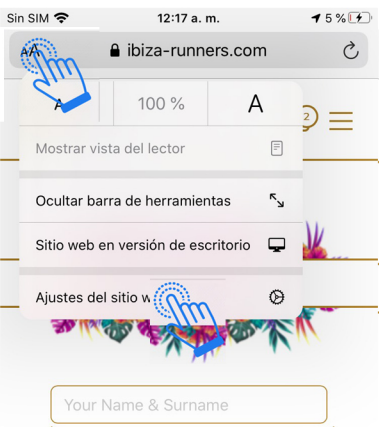 Sin SIM 12:17 a. m. 5 %
AA ibiza-runners.com
A 100 % A
2
Mostrar vista del lector
Ocultar barra de herramientas
Sitio web en versión de escritorio
Ajustes del sitio w
Your Name & Surname